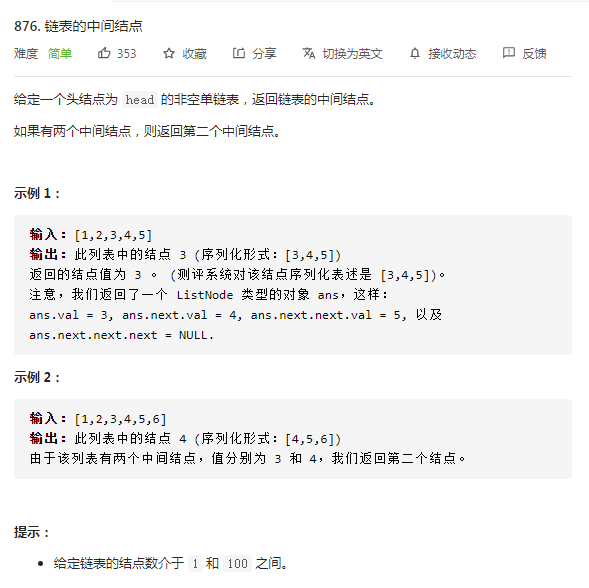 876. 链表的中间结点
难度 简单 353 收藏 分享 切换为英文 接收动态 反馈
给定一个头结点为 head 的非空单链表，返回链表的中间结点。
如果有两个中间结点，则返回第二个中间结点。
示例 1：
输入：[1,2,3,4,5]
输出：此列表中的结点 3 (序列化形式：[3,4,5])
返回的结点值为 3 。 (测评系统对该结点序列化表述是 [3,4,5])。
注意，我们返回了一个 ListNode 类型的对象 ans，这样：
ans.val = 3, ans.next.val = 4, ans.next.next.val = 5, 以及
ans.next.next.next = NULL.
示例 2：
输入：[1,2,3,4,5,6]
输出：此列表中的结点 4 (序列化形式：[4,5,6])
由于该列表有两个中间结点，值分别为 3 和 4，我们返回第二个结点。
提示：
• 给定链表的结点数介于 1 和 100 之间。